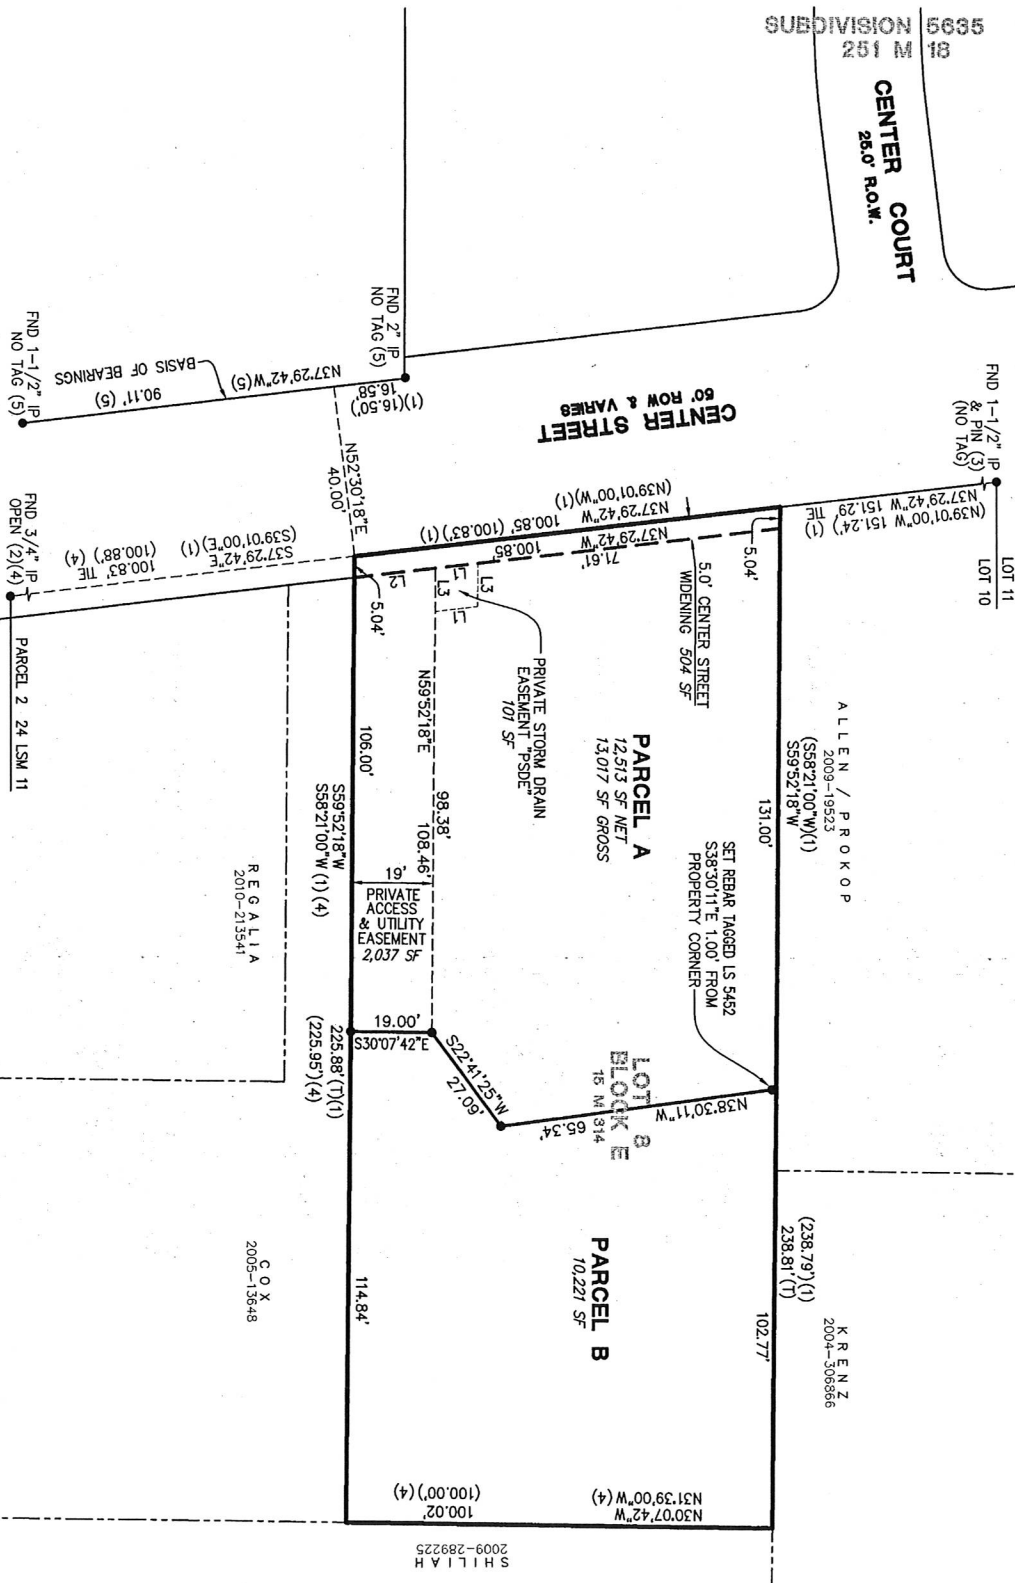 SUBDIVISION 5635
251 M 18
CENTER COURT
25.0' R.O.W.
FND 1-1/2" IP
& PIN (3)
(NO TAG)
LOT 11
LOT 10
(N39°01'00"W 151.24') (1)
N37°29'42"W 151.29' TIE
CENTER STREET
60' ROW & VARIES
FND 2" IP
NO TAG (5)
(1)(16.50')
16.58'
N37°29'42"W(5)
90.11' (5)
BASIS OF BEARINGS
FND 1-1/2" IP
NO TAG (5)
N52°30'18"E
40.00'
FND 3/4" IP
OPEN (2)(4)
(S39°01'00"E) (1)
S37°29'42"E
100.83' TIE
(100.88') (4)
PARCEL 2 24 LSM 11
(N39°01'00"W)(1)
N37°29'42"W
100.85' (100.83') (1)
N37°29'42"W
100.85'
71.61'
5.04'
5.0' CENTER STREET
WIDENING 504 SF
L1
L2
L3
L3
L1
5.04'
PRIVATE STORM DRAIN
EASEMENT "PSDE"
101 SF
N59°52'18"E
98.38'
108.46'
106.00'
S59°52'18"W
S58°21'00"W (1) (4)
PARCEL A
12,513 SF NET
13,017 SF GROSS
131.00'
ALLEN / PROKOP
2009-19523
(S58°21'00"W)(1)
S59°52'18"W
SET REBAR TAGGED LS 5452
S38°30'11"E 1.00' FROM
PROPERTY CORNER
19'
PRIVATE
ACCESS
& UTILITY
EASEMENT
2,037 SF
REGALIA
2010-213541
19.00'
S30°07'42"E
S22°41'25"W
27.09'
N38°30'11"W
65.34'
LOT 8
BLOCK E
15 M 314
225.88'(T)(1)
(225.95')(4)
PARCEL B
10,221 SF
(238.79')(1)
238.81'(T)
KRENZ
2004-306866
102.77'
114.84'
COX
2005-13648
N30°07'42"W
N31°39'00"W (4)
100.02'
(100.00') (4)
SHILIAH
2009-289225